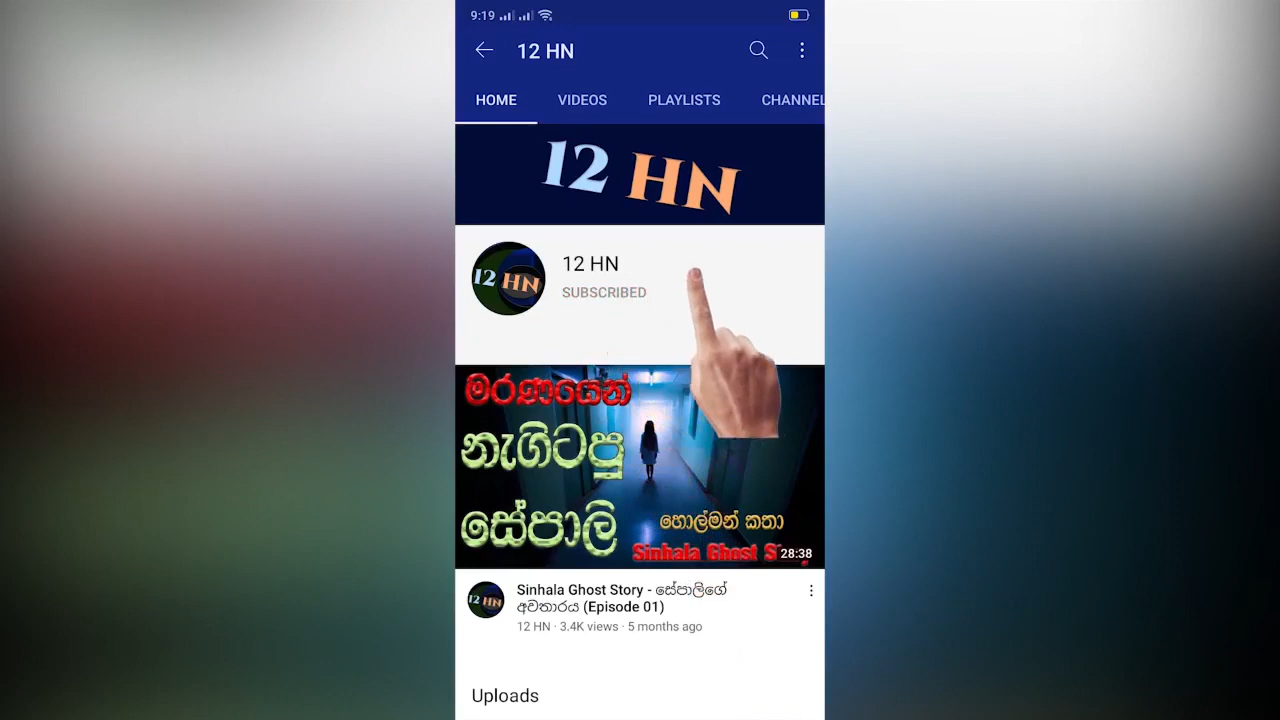 9:19
12 HN
HOME VIDEOS PLAYLISTS CHANNEL
12 HN
12 HN
12 HN
SUBSCRIBED
මරණයෙන්
නැගිටපු
සේපාලි
හොල්මන් කතා
Sinhala Ghost S
28:38
12 HN
Sinhala Ghost Story - සේපාලිගේ
අවතාරය (Episode 01)
12 HN · 3.4K views · 5 months ago
Uploads